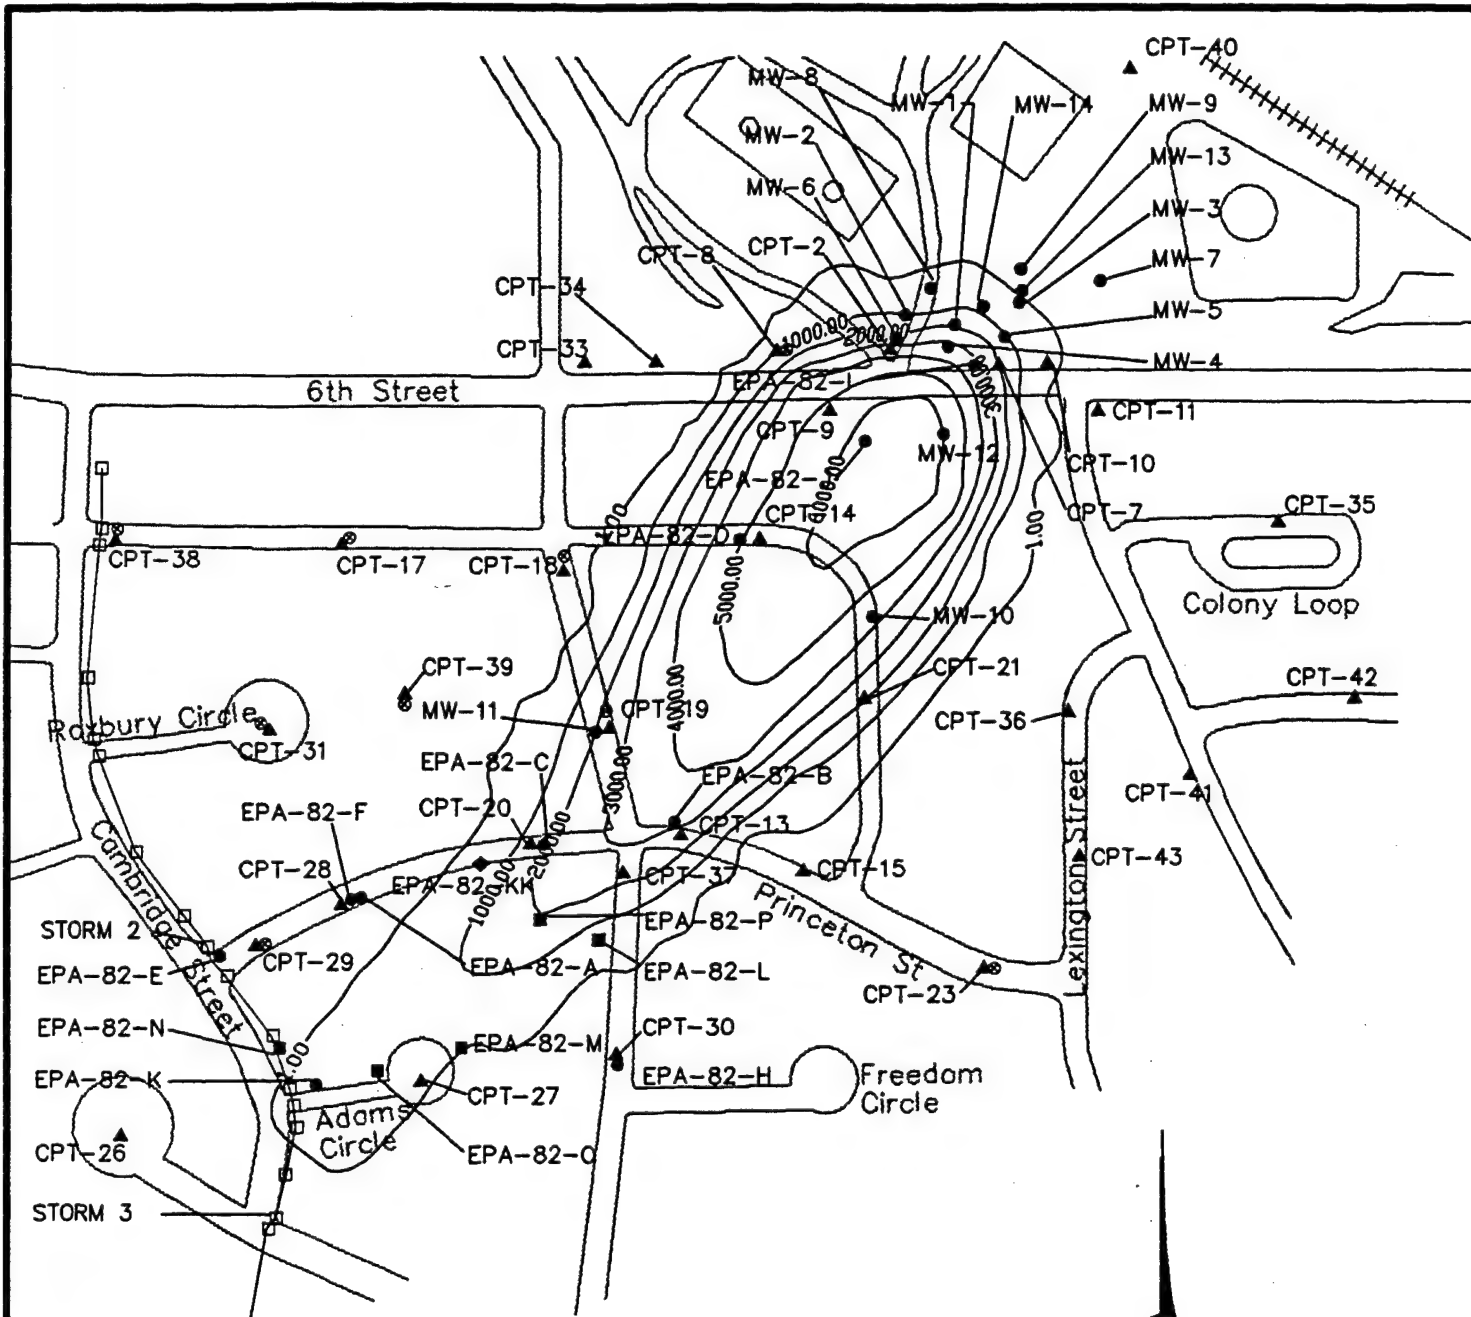 CPT-40
MW-8
MW-1
MW-14
MW-9
MW-2
MW-13
MW-6
MW-3
CPT-8
CPT-2
MW-7
CPT-34
MW-5
1000.00
2000.00
CPT-33
MW-4
6th Street
EPA-82-I
3000.00
CPT-9
CPT-11
MW-12
CPT-10
EPA-82-
4000.00
CPT-14
CPT-7
CPT-35
1.00
EPA-82-D
CPT-38
CPT-17
CPT-18
5000.00
Colony Loop
MW-10
CPT-39
CPT-21
CPT-42
MW-11
CPT-19
4000.00
CPT-36
Roxbury Circle
CPT-31
EPA-82-C
3000.00
EPA-82-B
CPT-41
EPA-82-F
CPT-20
CPT-13
Lexington Street
Cambridge Street
CPT-28
EPA-82-KK
2000.00
1000.00
CPT-37
CPT-15
CPT-43
Princeton St
STORM 2
EPA-82-P
EPA-82-E
CPT-29
EPA-82-A
EPA-82-L
CPT-23
EPA-82-N
EPA-82-M
CPT-30
EPA-82-K
CPT-27
EPA-82-H
Freedom
Circle
Adams
Circle
CPT-26
EPA-82-O
STORM 3